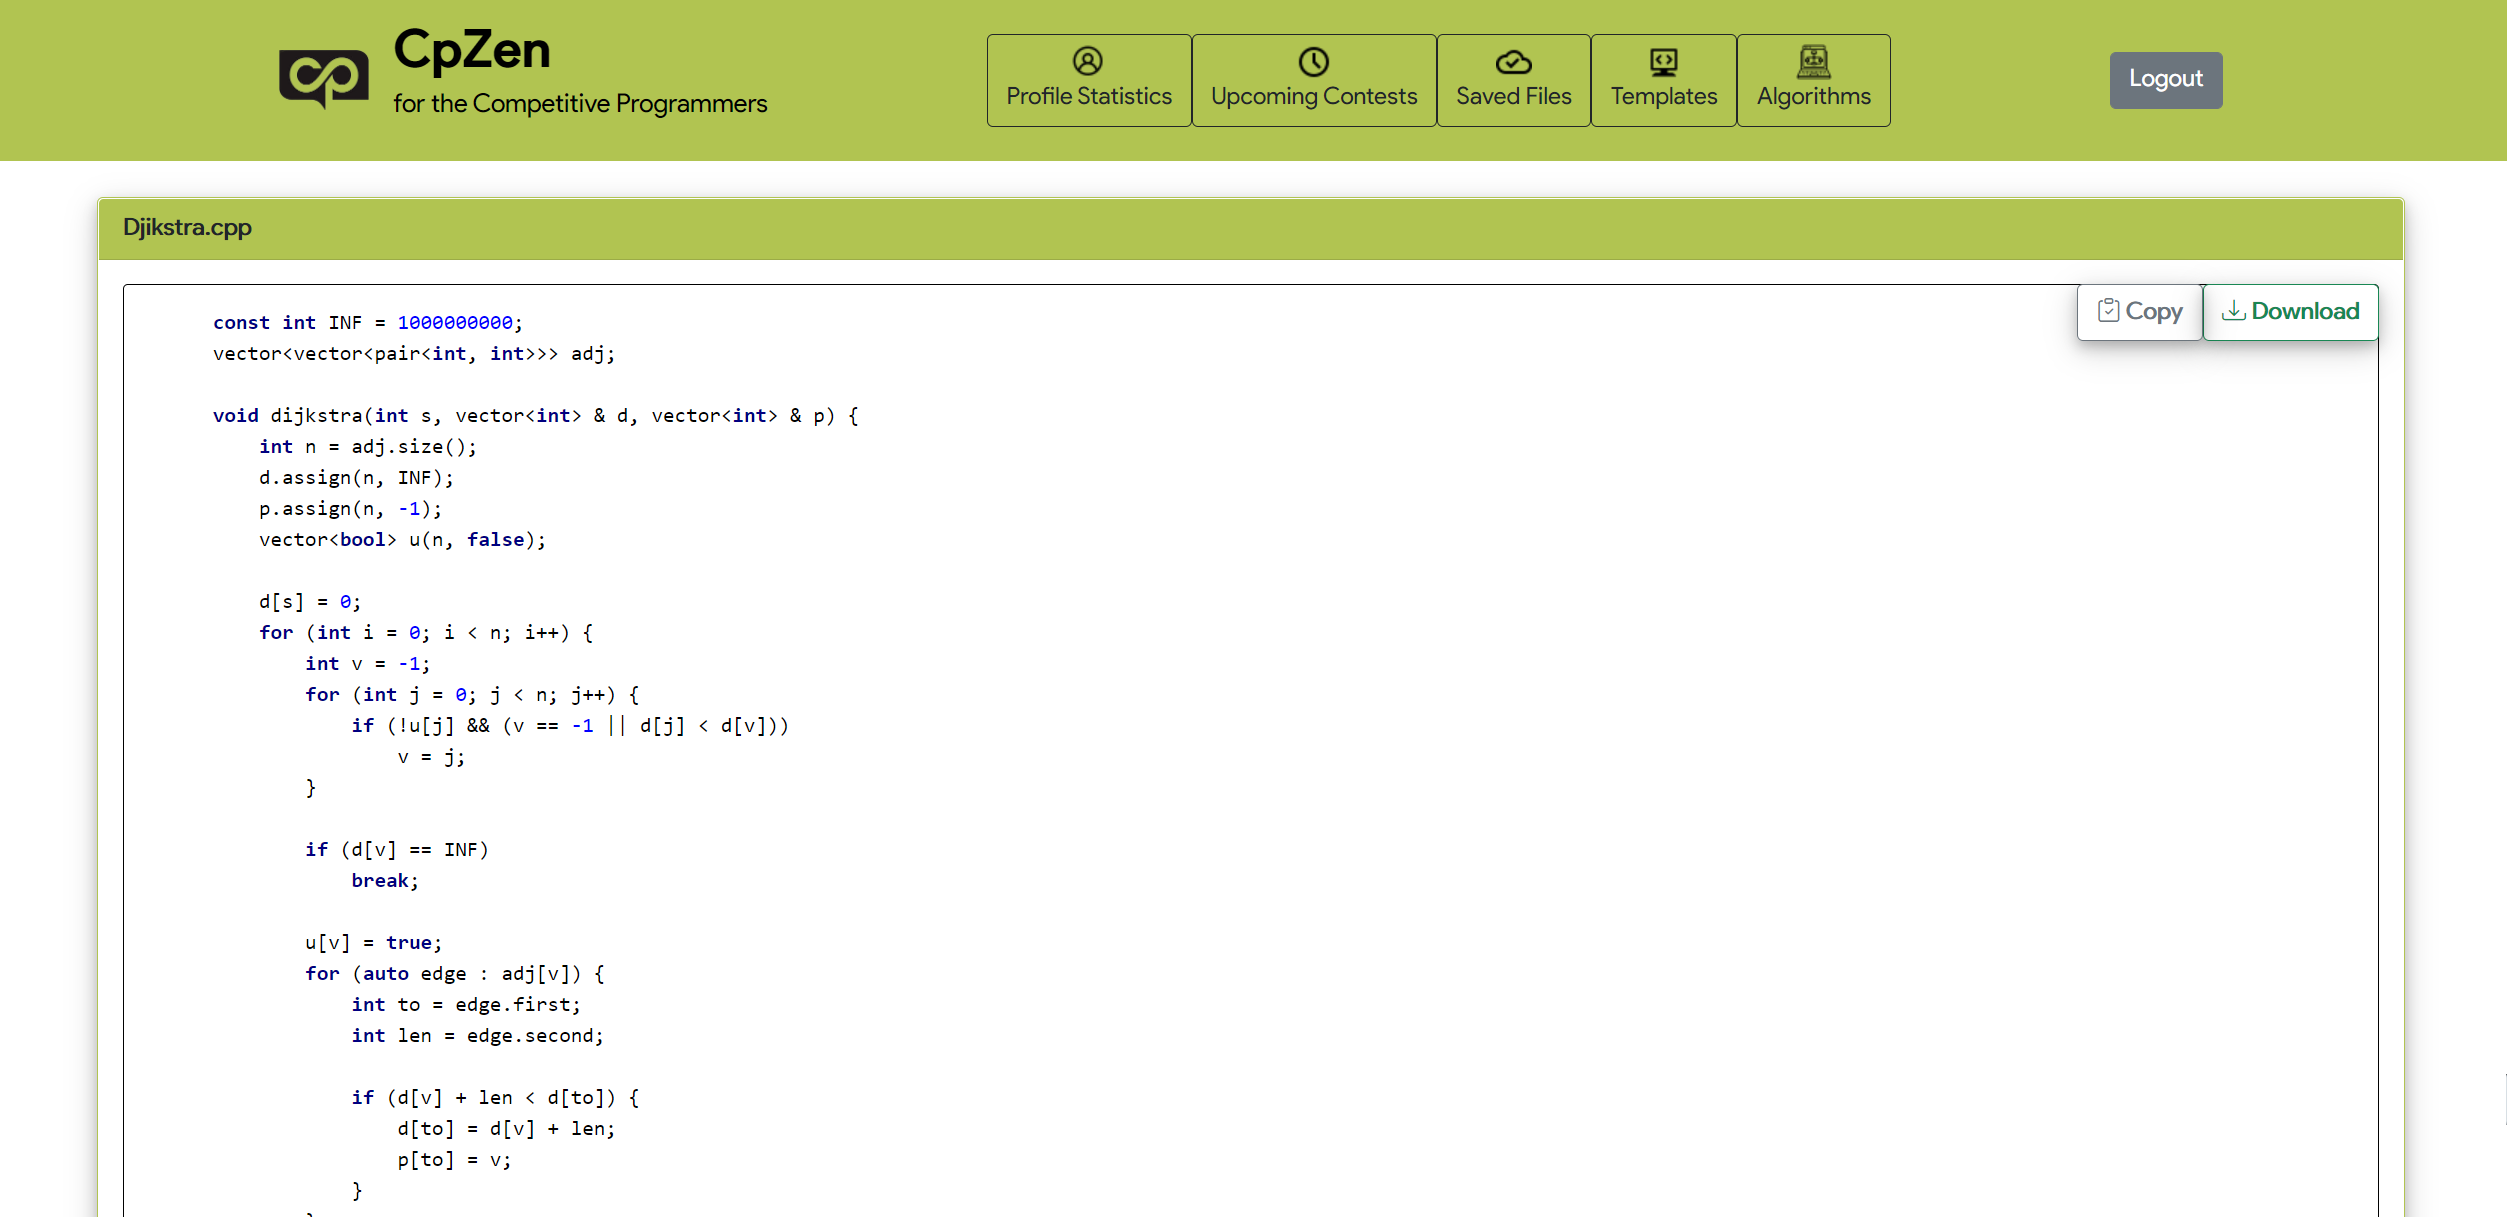 CpZen
for the Competitive Programmers
Profile Statistics
Upcoming Contests
Saved Files
Templates
Algorithms
Logout
Djikstra.cpp
Copy
Download
const int INF = 1000000000;
vector<vector<pair<int, int>>> adj;

void dijkstra(int s, vector<int> & d, vector<int> & p) {
    int n = adj.size();
    d.assign(n, INF);
    p.assign(n, -1);
    vector<bool> u(n, false);

    d[s] = 0;
    for (int i = 0; i < n; i++) {
        int v = -1;
        for (int j = 0; j < n; j++) {
            if (!u[j] && (v == -1 || d[j] < d[v]))
                v = j;
        }

        if (d[v] == INF)
            break;

        u[v] = true;
        for (auto edge : adj[v]) {
            int to = edge.first;
            int len = edge.second;

            if (d[v] + len < d[to]) {
                d[to] = d[v] + len;
                p[to] = v;
            }